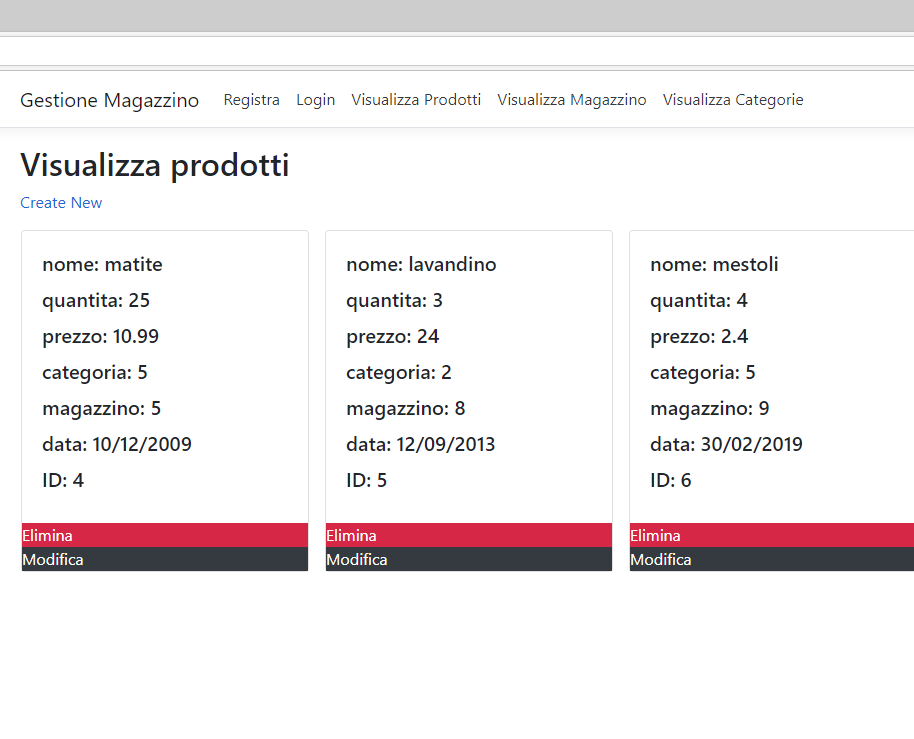 Gestione Magazzino Registra Login Visualizza Prodotti Visualizza Magazzino Visualizza Categorie
Visualizza prodotti
Create New
nome: matite
quantita: 25
prezzo: 10.99
categoria: 5
magazzino: 5
data: 10/12/2009
ID: 4
Elimina
Modifica
nome: lavandino
quantita: 3
prezzo: 24
categoria: 2
magazzino: 8
data: 12/09/2013
ID: 5
Elimina
Modifica
nome: mestoli
quantita: 4
prezzo: 2.4
categoria: 5
magazzino: 9
data: 30/02/2019
ID: 6
Elimina
Modifica